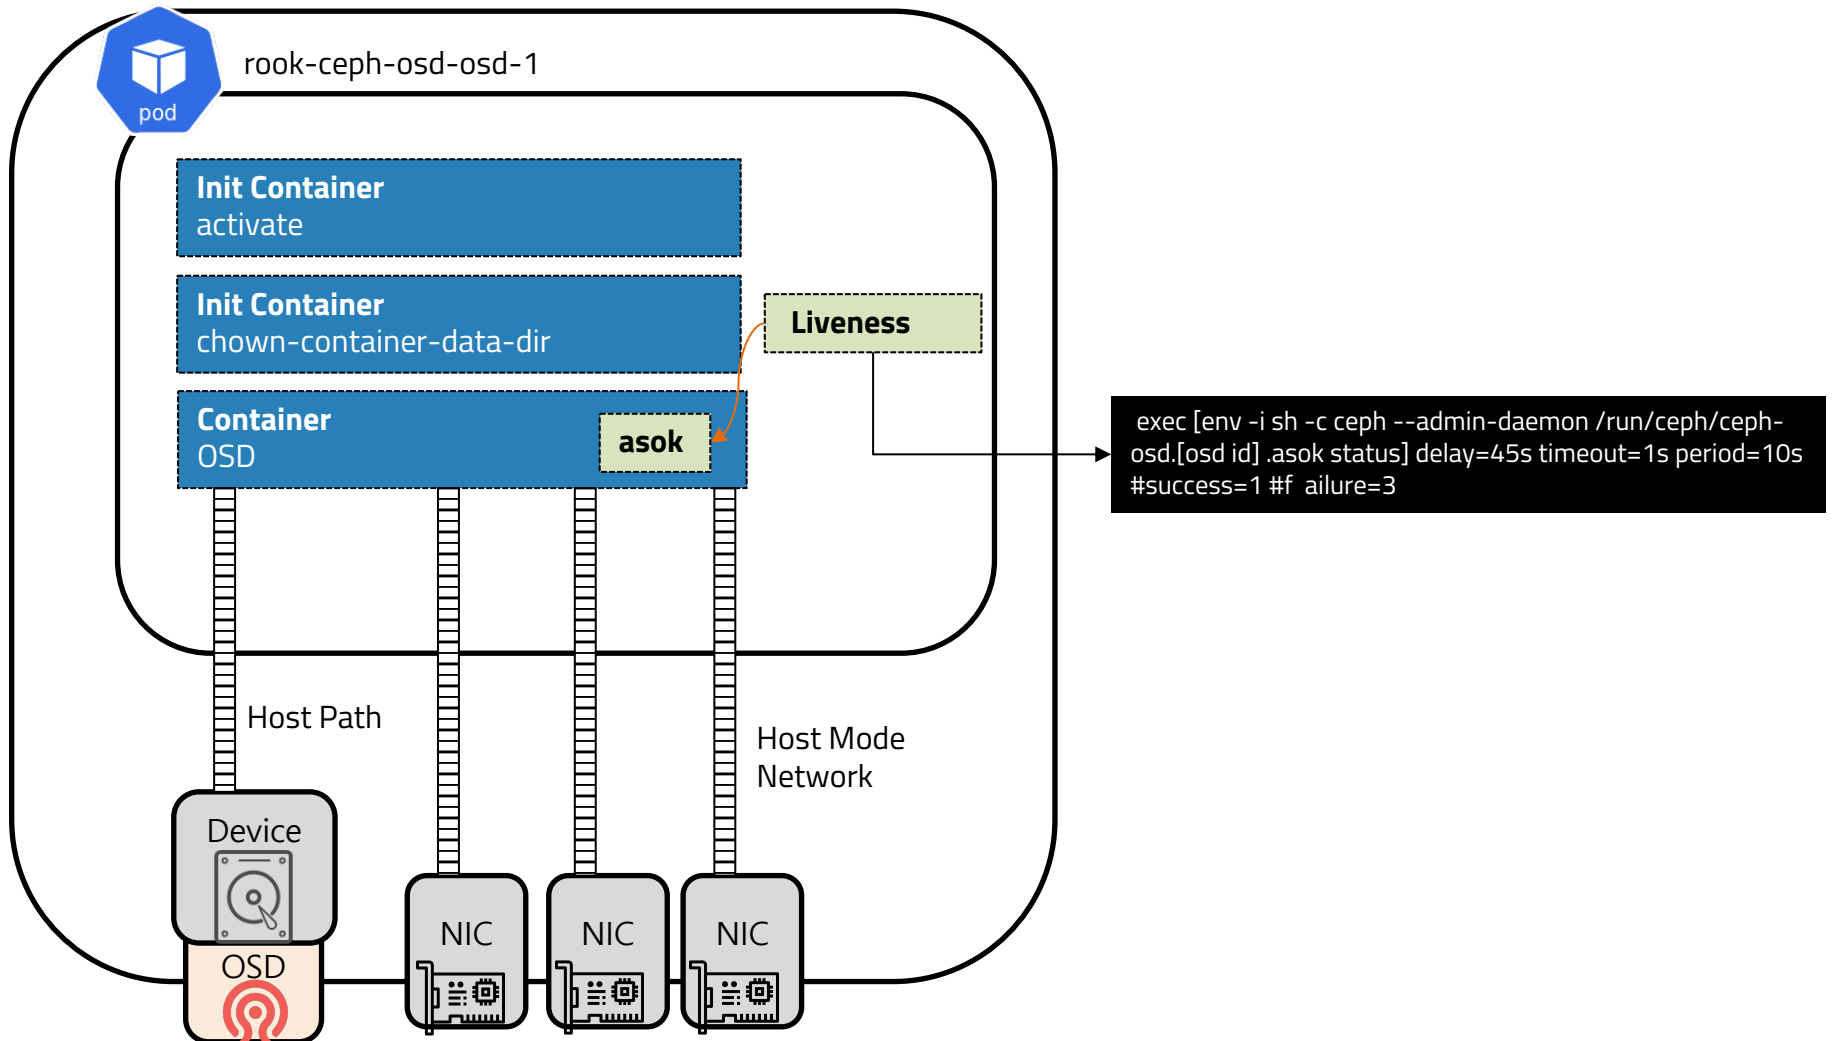 rook-ceph-osd-osd-1
pod
Init Container
activate
Init Container
chown-container-data-dir
Liveness
Container
OSD
asok
exec [env -i sh -c ceph --admin-daemon /run/ceph/ceph-
osd.[osd id] .asok status] delay=45s timeout=1s period=10s
#success=1 #f ailure=3
Host Path
Host Mode
Network
Device
NIC
NIC
NIC
OSD